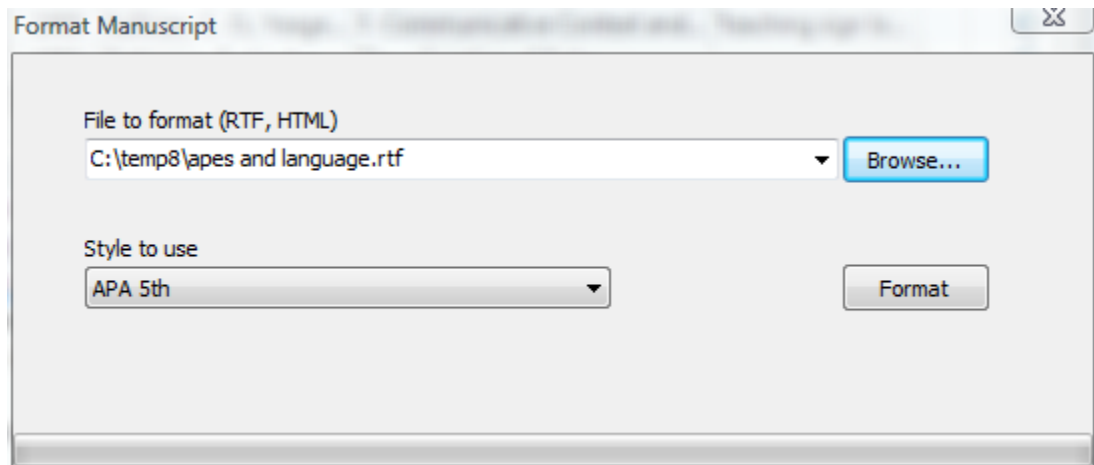 Format Manuscript
File to format (RTF, HTML)
C:\temp8\apes and language.rtf
Browse...
Style to use
APA 5th
Format